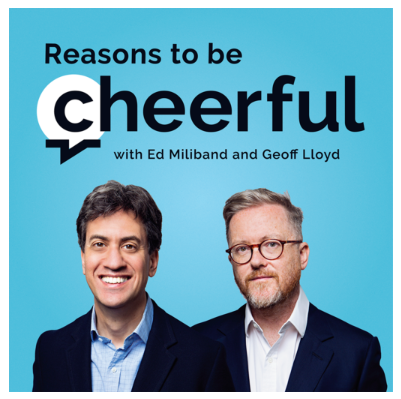 Reasons to be
cheerful
with Ed Miliband and Geoff Lloyd